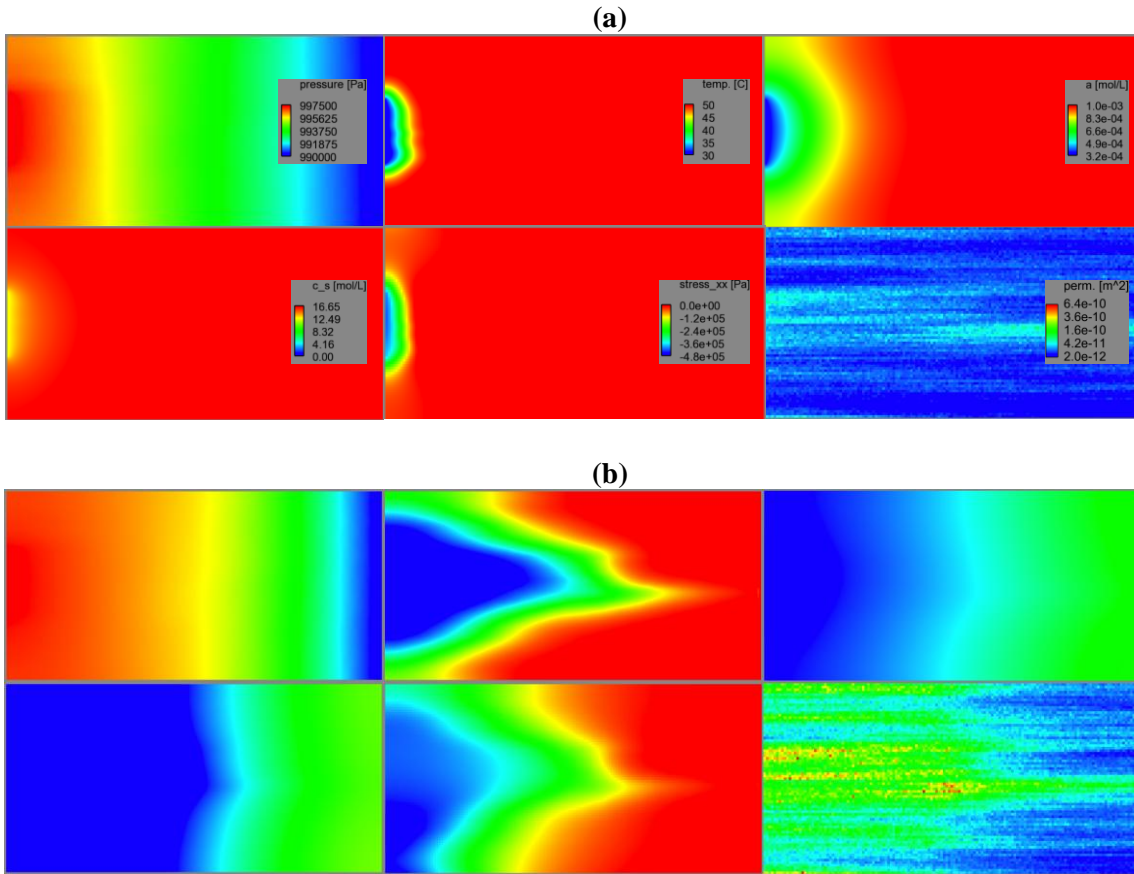 (a)
pressure [Pa]
997500
995625
993750
991875
990000
temp. [C]
50
45
40
35
30
a [mol/L]
1.0e-03
8.3e-04
6.6e-04
4.9e-04
3.2e-04
c_s [mol/L]
16.65
12.49
8.32
4.16
0.00
stress_xx [Pa]
0.0e+00
-1.2e+05
-2.4e+05
-3.6e+05
-4.8e+05
perm. [m^2]
6.4e-10
3.6e-10
1.6e-10
4.2e-11
2.0e-12
(b)